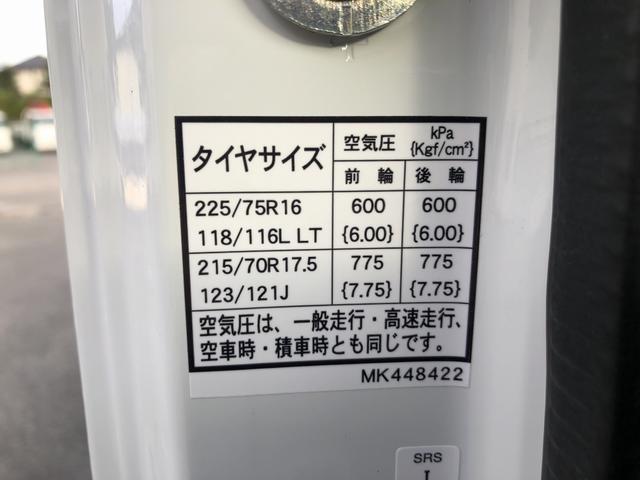 タイヤサイズ 空気圧 kPa {Kgf/cm²}
前輪 後輪
225/75R16 600 600
118/116L LT {6.00} {6.00}
215/70R17.5 775 775
123/121J {7.75} {7.75}
空気圧は、一般走行・高速走行、
空車時・積車時とも同じです。
MK448422
SRS